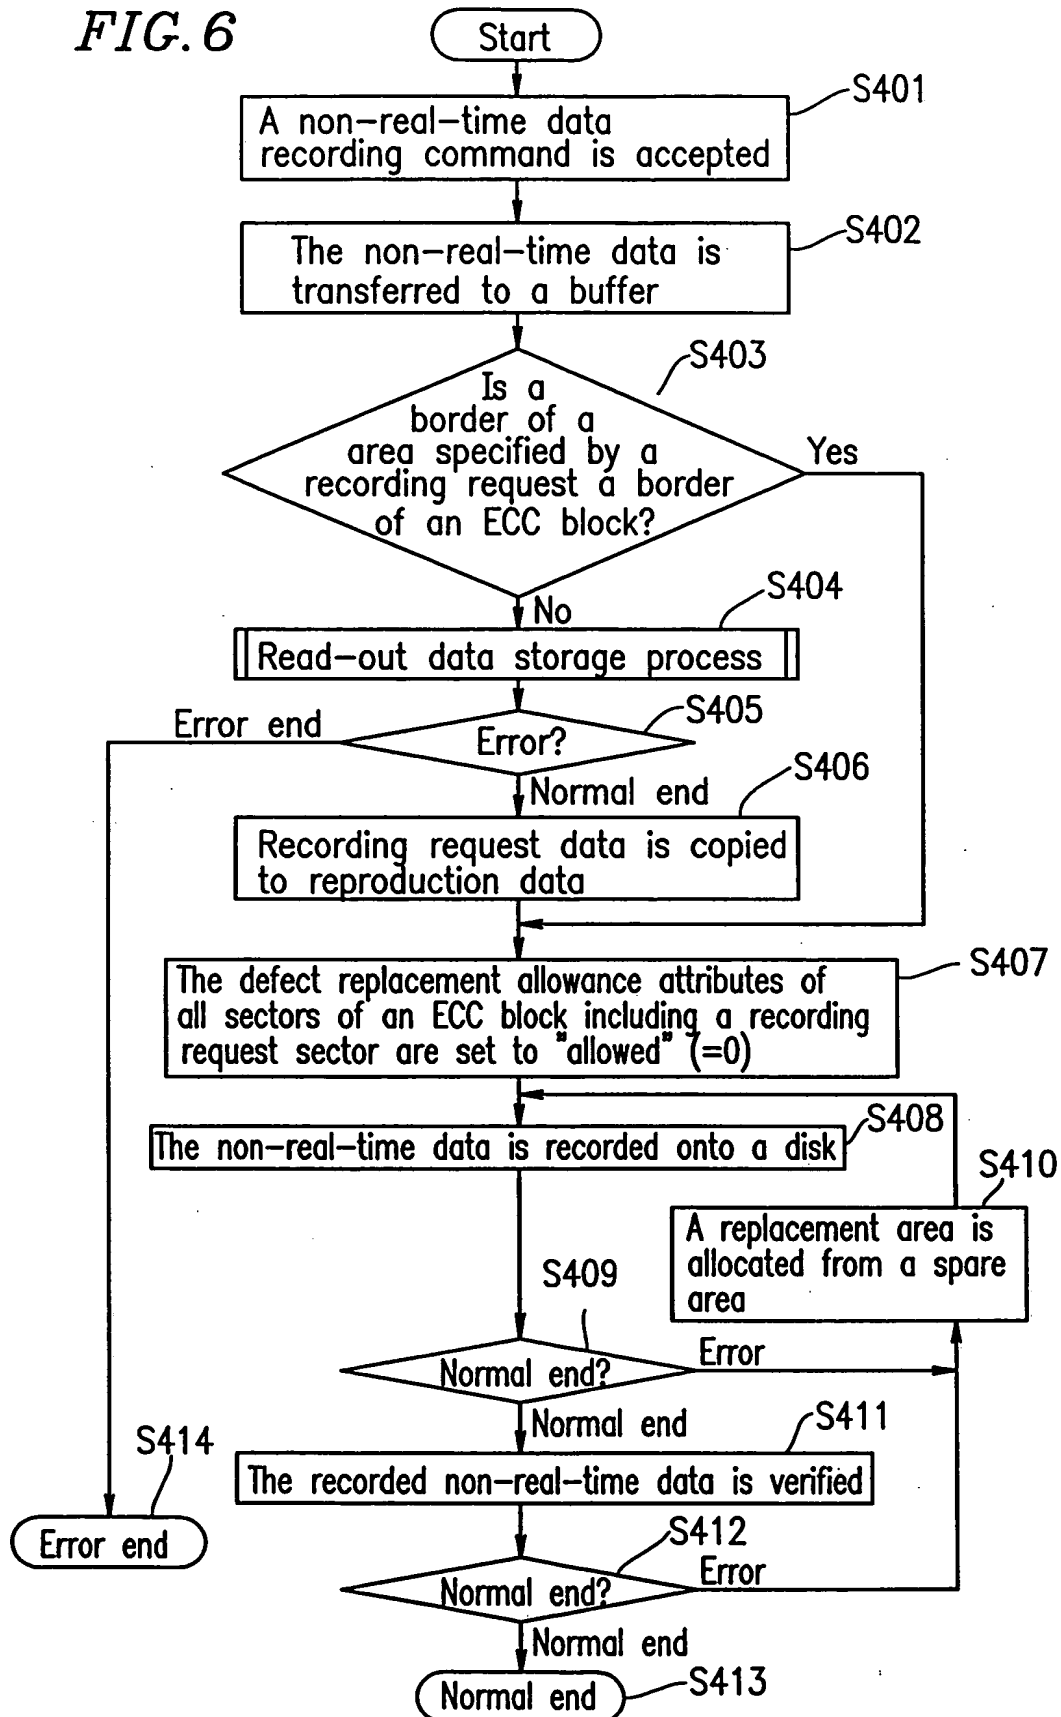 FIG. 6
Start
S401
A non-real-time data
recording command is accepted
S402
The non-real-time data is
transferred to a buffer
S403
Is a
border of a
area specified by a
recording request a border
of an ECC block?
Yes
No
S404
Read-out data storage process
S405
Error?
Error end
Normal end
S406
Recording request data is copied
to reproduction data
S407
The defect replacement allowance attributes of
all sectors of an ECC block including a recording
request sector are set to "allowed" (=0)
S408
The non-real-time data is recorded onto a disk
S410
A replacement area is
allocated from a spare
area
S409
Normal end?
Error
Normal end
S411
The recorded non-real-time data is verified
S414
Error end
S412
Normal end?
Error
Normal end
S413
Normal end